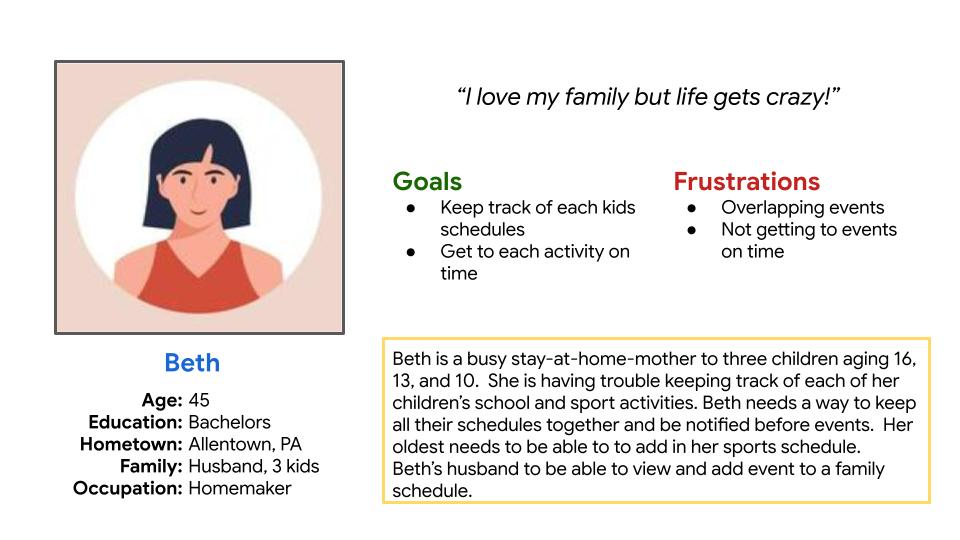 “I love my family but life gets crazy!”
Goals
● Keep track of each kids
schedules
● Get to each activity on
time
Frustrations
● Overlapping events
● Not getting to events
on time
Beth
Age: 45
Education: Bachelors
Hometown: Allentown, PA
Family: Husband, 3 kids
Occupation: Homemaker
Beth is a busy stay-at-home-mother to three children aging 16,
13, and 10.  She is having trouble keeping track of each of her
children’s school and sport activities. Beth needs a way to keep
all their schedules together and be notified before events.  Her
oldest needs to be able to to add in her sports schedule.
Beth’s husband to be able to view and add event to a family
schedule.